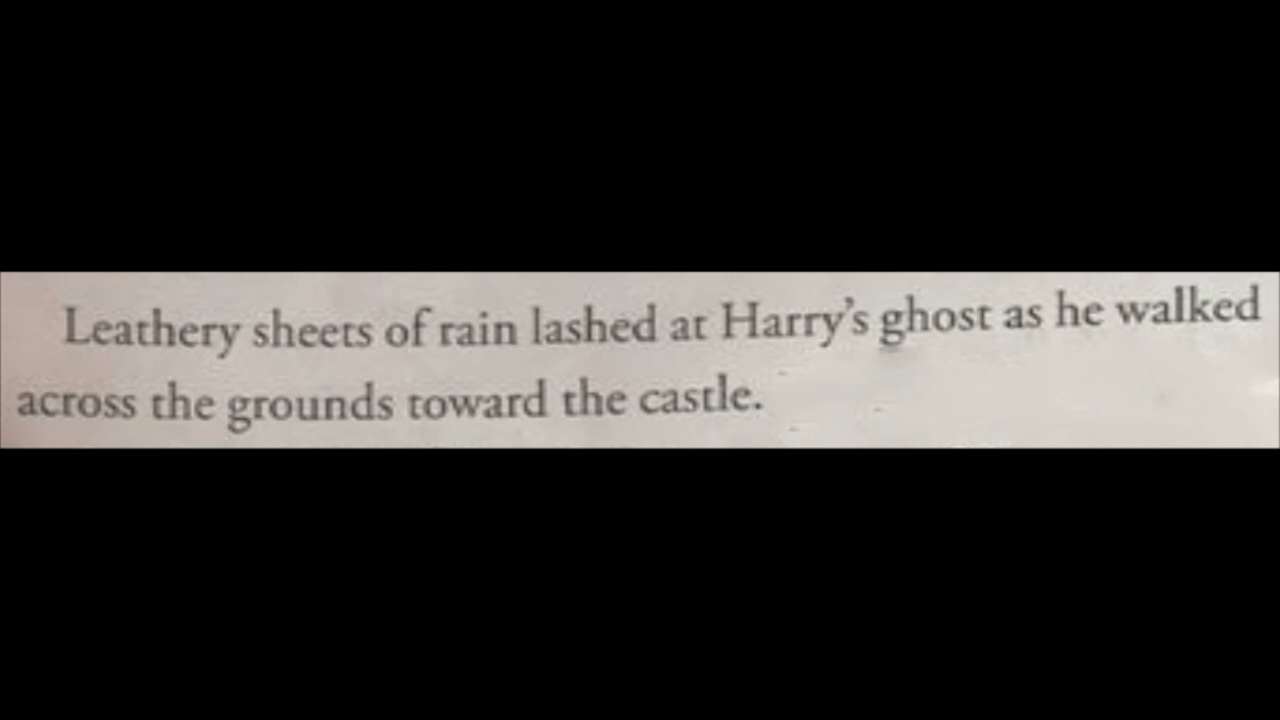 Leathery sheets of rain lashed at Harry's ghost as he walked
across the grounds toward the castle.